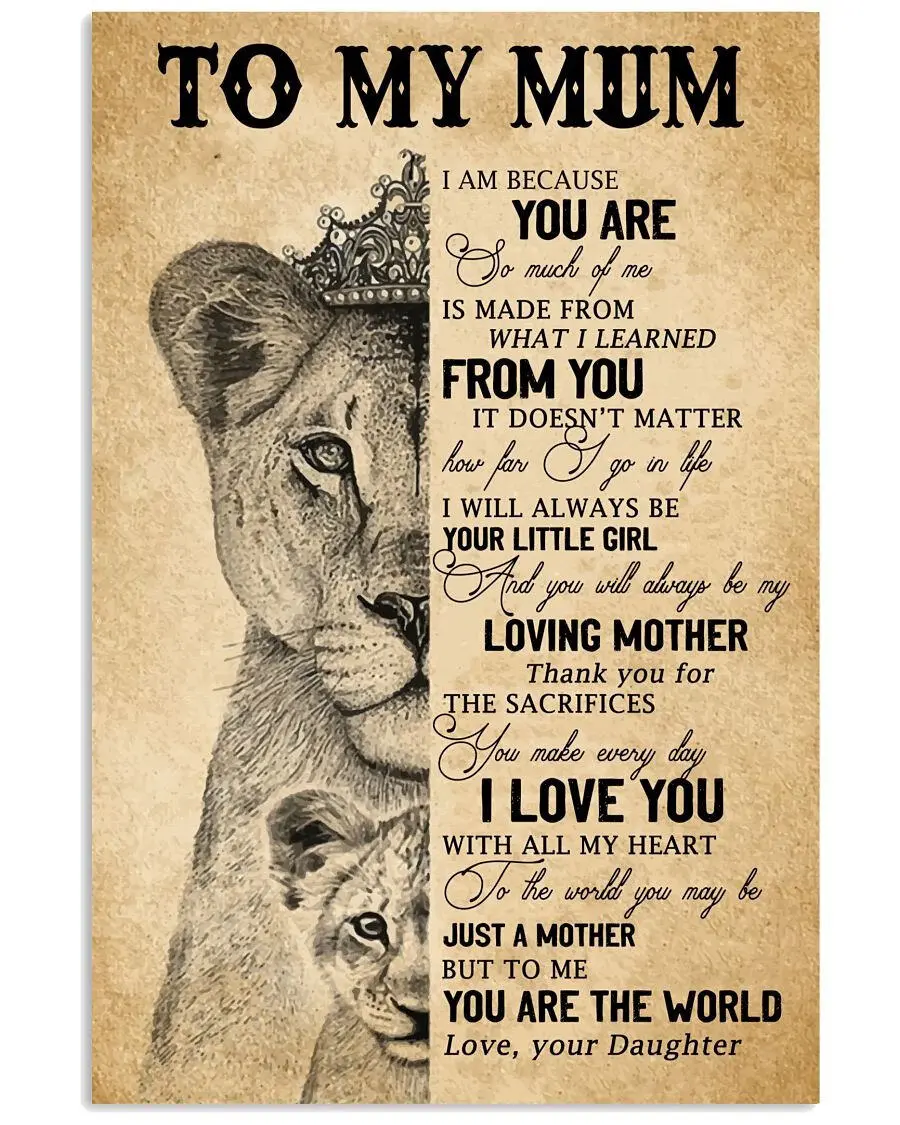 TO MY MUM
I AM BECAUSE
YOU ARE
So much of me
IS MADE FROM
WHAT I LEARNED
FROM YOU
IT DOESN'T MATTER
how far I go in life
I WILL ALWAYS BE
YOUR LITTLE GIRL
And you will always be my
LOVING MOTHER
Thank you for
THE SACRIFICES
You make every day
I LOVE YOU
WITH ALL MY HEART
To the world you may be
JUST A MOTHER
BUT TO ME
YOU ARE THE WORLD
Love, your Daughter